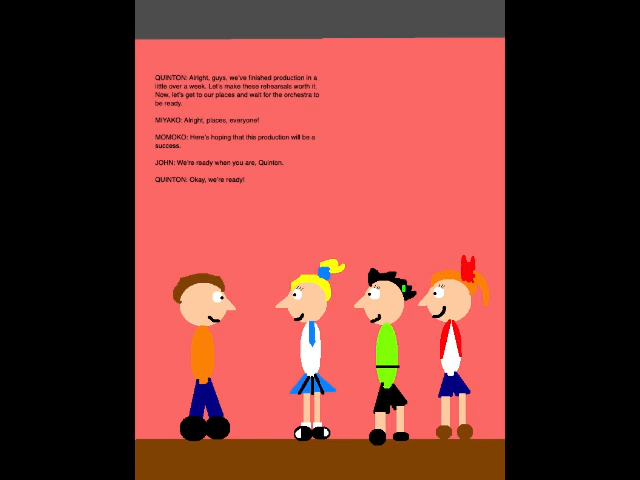 QUINTON: Alright, guys, we've finished production in a
little over a week. Let's make these rehearsals worth it.
Now, let's get to our places and wait for the orchestra to
be ready.
MIYAKO: Alright, places, everyone!
MOMOKO: Here's hoping that this production will be a
success.
JOHN: We're ready when you are, Quinton.
QUINTON: Okay, we're ready!